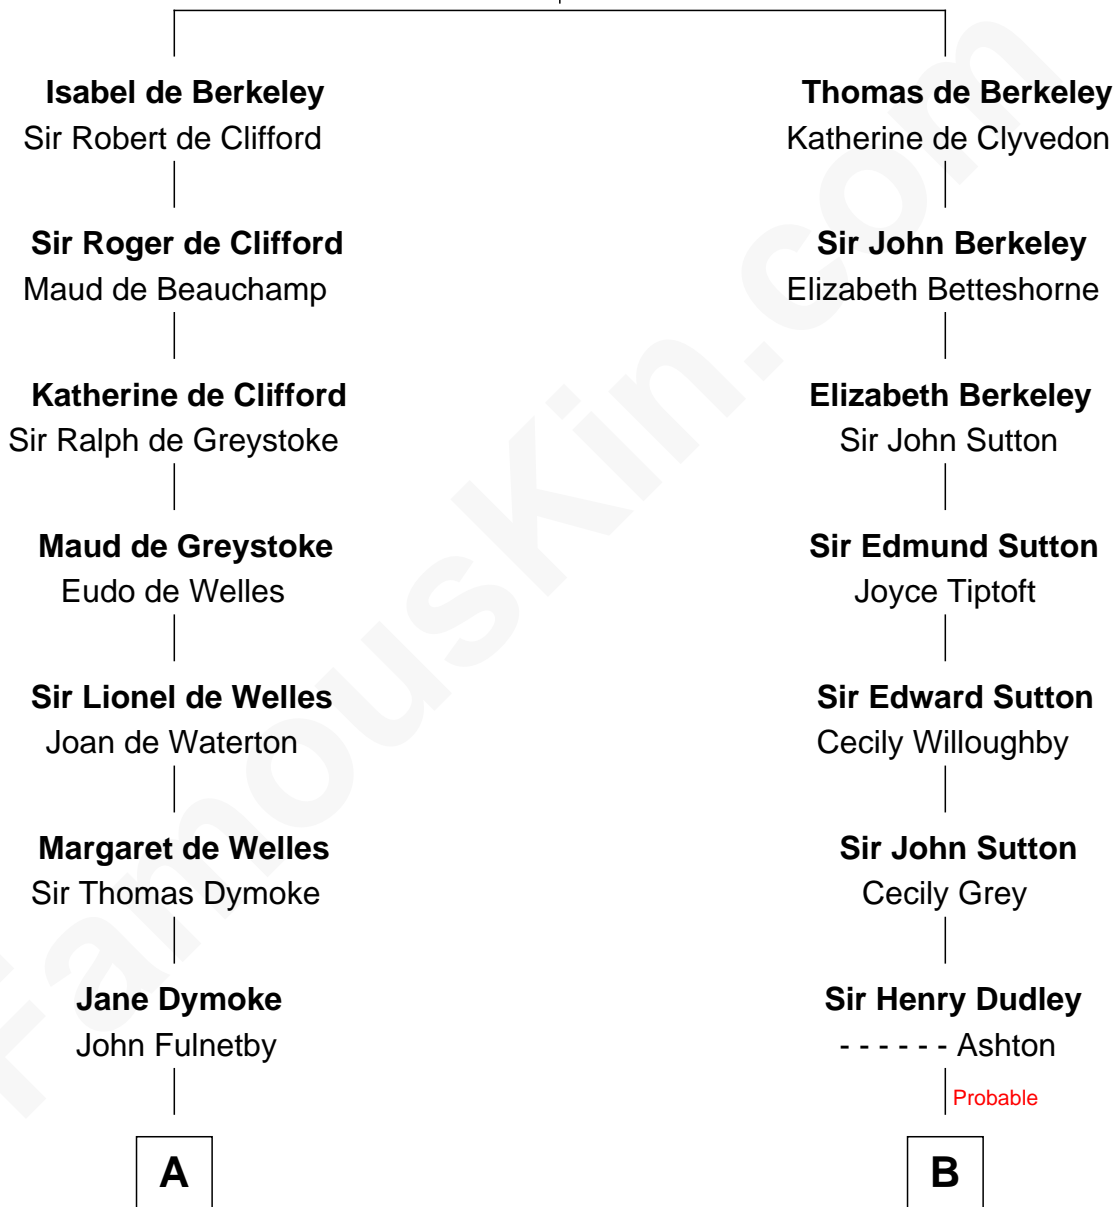 Isabel de Berkeley
Sir Robert de Clifford
Sir Roger de Clifford
Maud de Beauchamp
Katherine de Clifford
Sir Ralph de Greystoke
Maud de Greystoke
Eudo de Welles
Sir Lionel de Welles
Joan de Waterton
Margaret de Welles
Sir Thomas Dymoke
Jane Dymoke
John Fulnetby
A
Thomas de Berkeley
Katherine de Clyvedon
Sir John Berkeley
Elizabeth Betteshorne
Elizabeth Berkeley
Sir John Sutton
Sir Edmund Sutton
Joyce Tiptoft
Sir Edward Sutton
Cecily Willoughby
Sir John Sutton
Cecily Grey
Sir Henry Dudley
- - - - - - Ashton
Probable
B
FamousKin.com